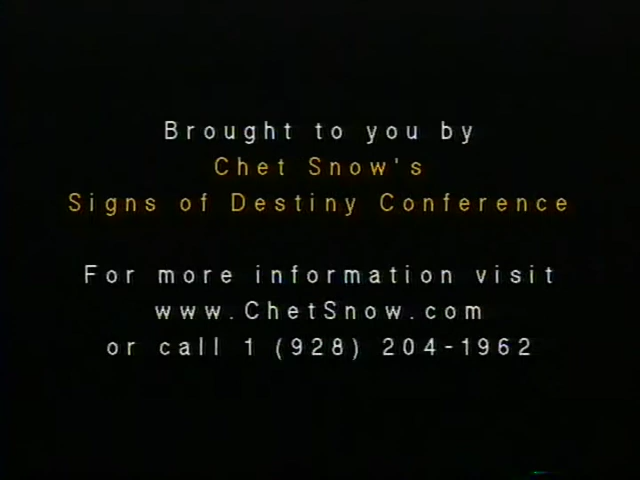 Brought to you by
Chet Snow's
Signs of Destiny Conference
For more information visit
www.ChetSnow.com
or call 1 (928) 204-1962